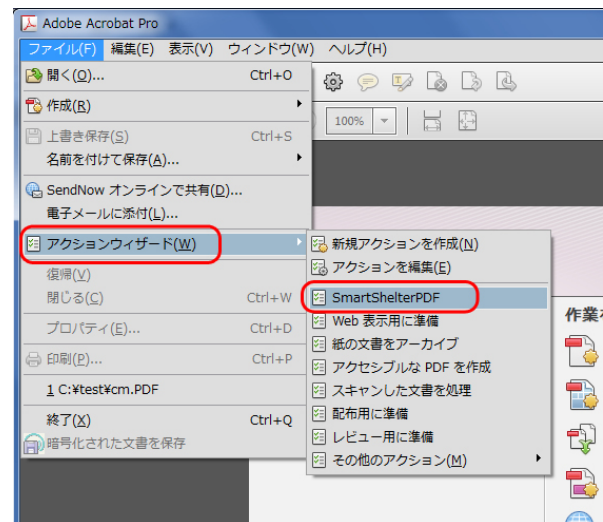 Adobe Acrobat Pro
ファイル(F) 編集(E) 表示(V) ウィンドウ(W) ヘルプ(H)
開く(O)... Ctrl+O
作成(R)
100%
上書き保存(S) Ctrl+S
名前を付けて保存(A)...
SendNow オンラインで共有(D)...
電子メールに添付(L)...
アクションウィザード(W)
新規アクションを作成(N)
アクションを編集(E)
復帰(V)
閉じる(C) Ctrl+W
SmartShelterPDF
Web 表示用に準備
作業
プロパティ(E)... Ctrl+D
紙の文書をアーカイブ
印刷(P)... Ctrl+P
アクセシブルな PDF を作成
1 C:¥test¥cm.PDF
スキャンした文書を処理
配布用に準備
終了(X) Ctrl+Q
レビュー用に準備
暗号化された文書を保存
その他のアクション(M)